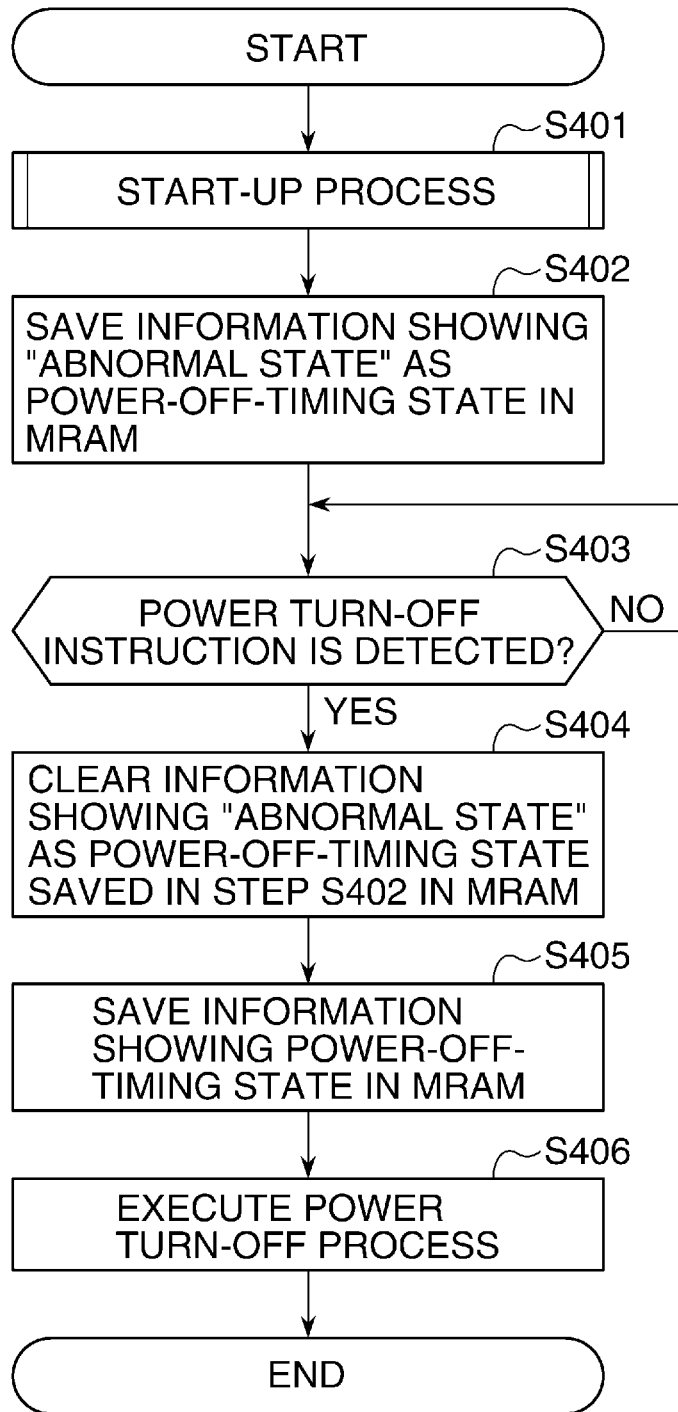 START
S401
START-UP PROCESS
S402
SAVE INFORMATION SHOWING
"ABNORMAL STATE" AS
POWER-OFF-TIMING STATE IN
MRAM
S403
POWER TURN-OFF
INSTRUCTION IS DETECTED?
NO
YES
S404
CLEAR INFORMATION
SHOWING "ABNORMAL STATE"
AS POWER-OFF-TIMING STATE
SAVED IN STEP S402 IN MRAM
S405
SAVE INFORMATION
SHOWING POWER-OFF-
TIMING STATE IN MRAM
S406
EXECUTE POWER
TURN-OFF PROCESS
END